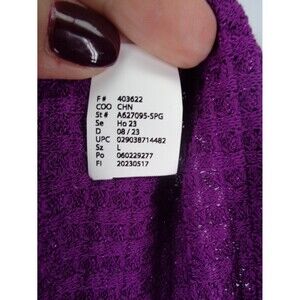 F # 403622
COO CHN
St # A627095-SPG
Se Ho 23
D 08 / 23
UPC 029038714482
Sz L
Po 060229277
FI 20230517